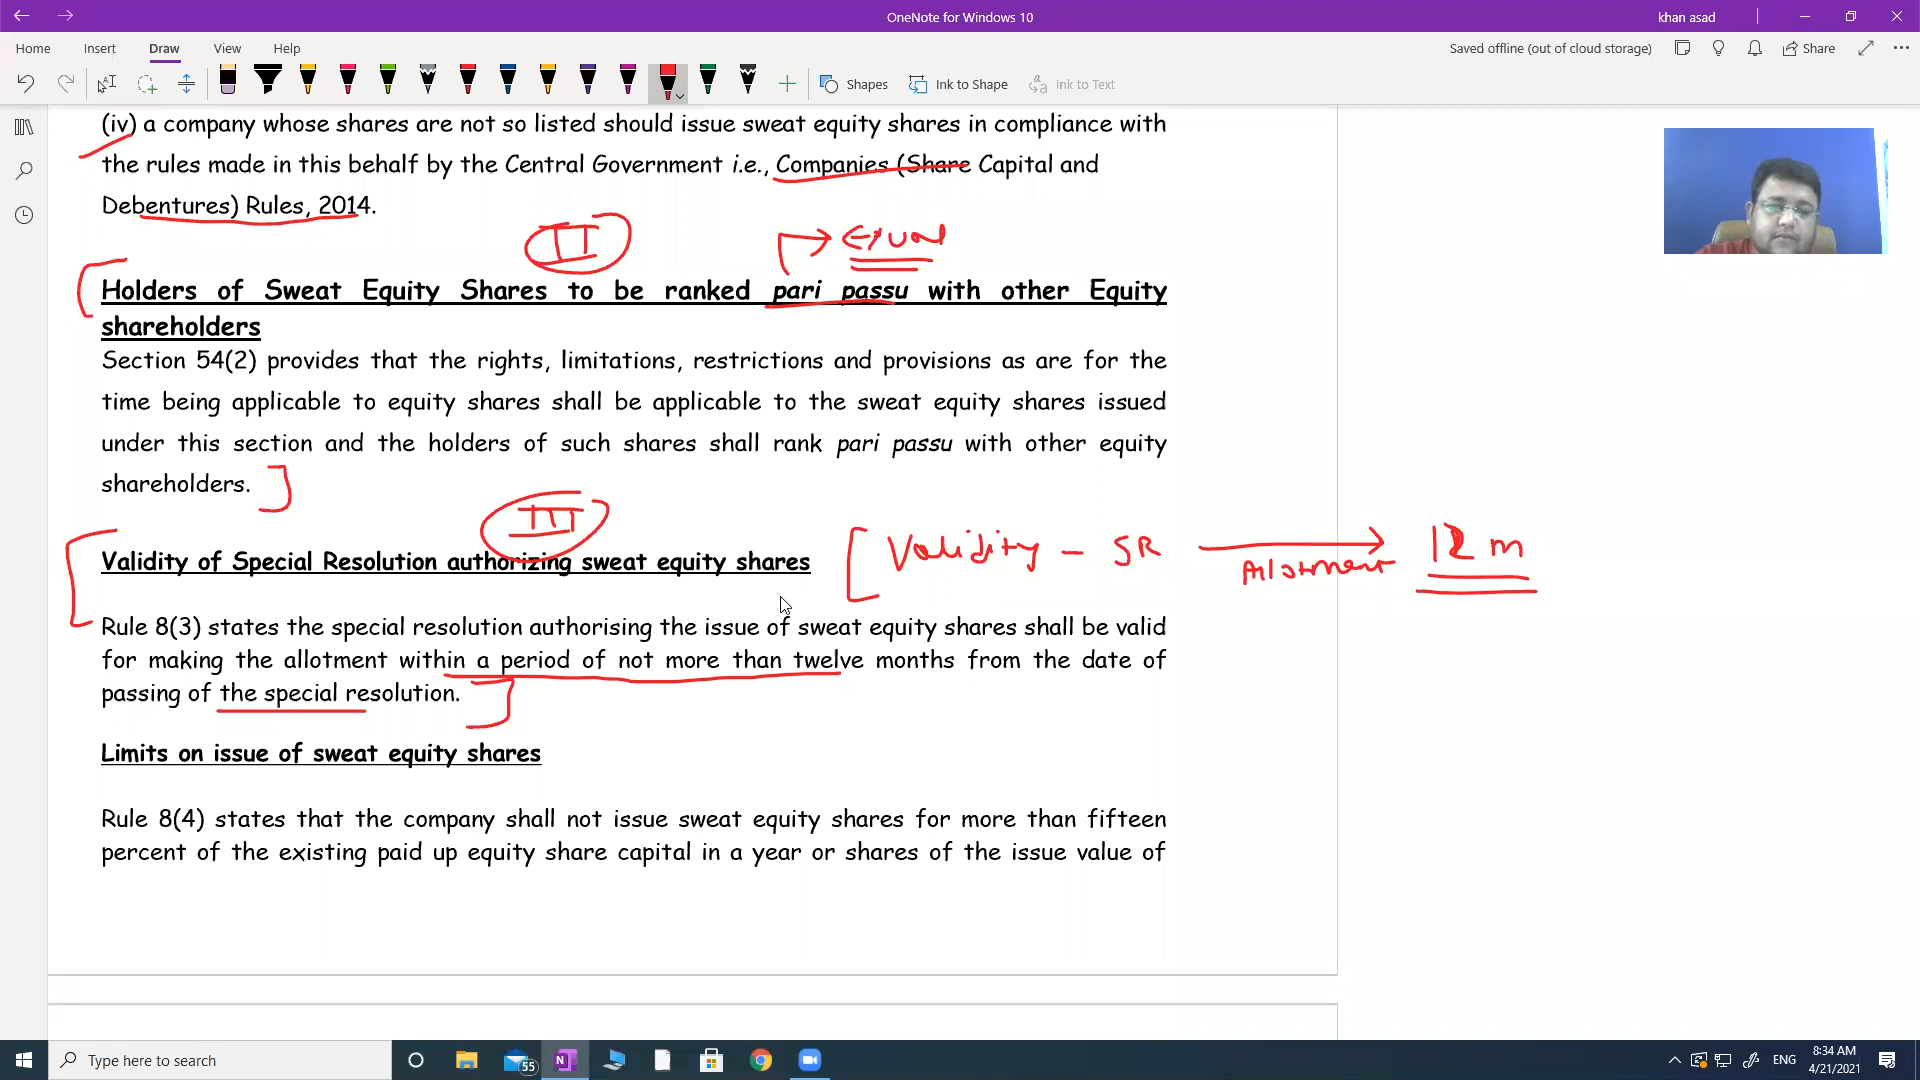 OneNote for Windows 10
khan asad
Home Insert Draw View Help
Saved offline (out of cloud storage)
Share
Shapes
Ink to Shape
Ink to Text
(iv) a company whose shares are not so listed should issue sweat equity shares in compliance with
the rules made in this behalf by the Central Government i.e., Companies (Share Capital and
Debentures) Rules, 2014.
II
Equal
Holders of Sweat Equity Shares to be ranked pari passu with other Equity
shareholders
Section 54(2) provides that the rights, limitations, restrictions and provisions as are for the
time being applicable to equity shares shall be applicable to the sweat equity shares issued
under this section and the holders of such shares shall rank pari passu with other equity
shareholders.
III
Validity of Special Resolution authorizing sweat equity shares
Validity - SR
Allotment
12 m
Rule 8(3) states the special resolution authorising the issue of sweat equity shares shall be valid
for making the allotment within a period of not more than twelve months from the date of
passing of the special resolution.
Limits on issue of sweat equity shares
Rule 8(4) states that the company shall not issue sweat equity shares for more than fifteen
percent of the existing paid up equity share capital in a year or shares of the issue value of
Type here to search
55
N
ENG
8:34 AM
4/21/2021